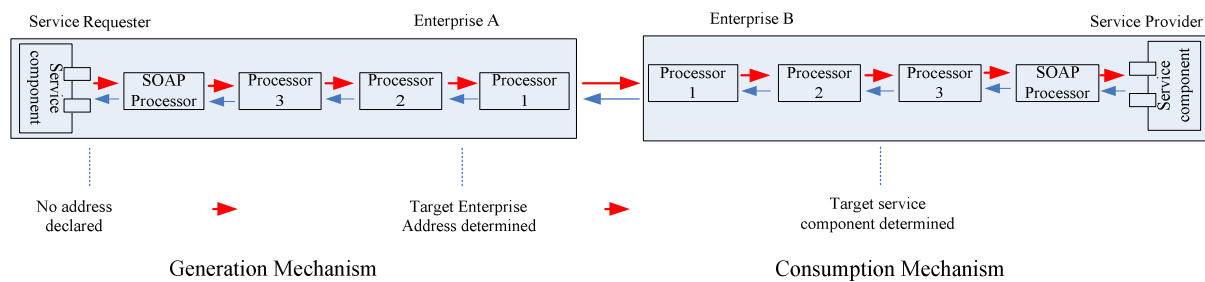 Service Requester
Enterprise A
Enterprise B
Service Provider
Service
component
SOAP
Processor
Processor
3
Processor
2
Processor
1
Processor
1
Processor
2
Processor
3
SOAP
Processor
Service
component
No address
declared
Target Enterprise
Address determined
Target service
component determined
Generation Mechanism
Consumption Mechanism